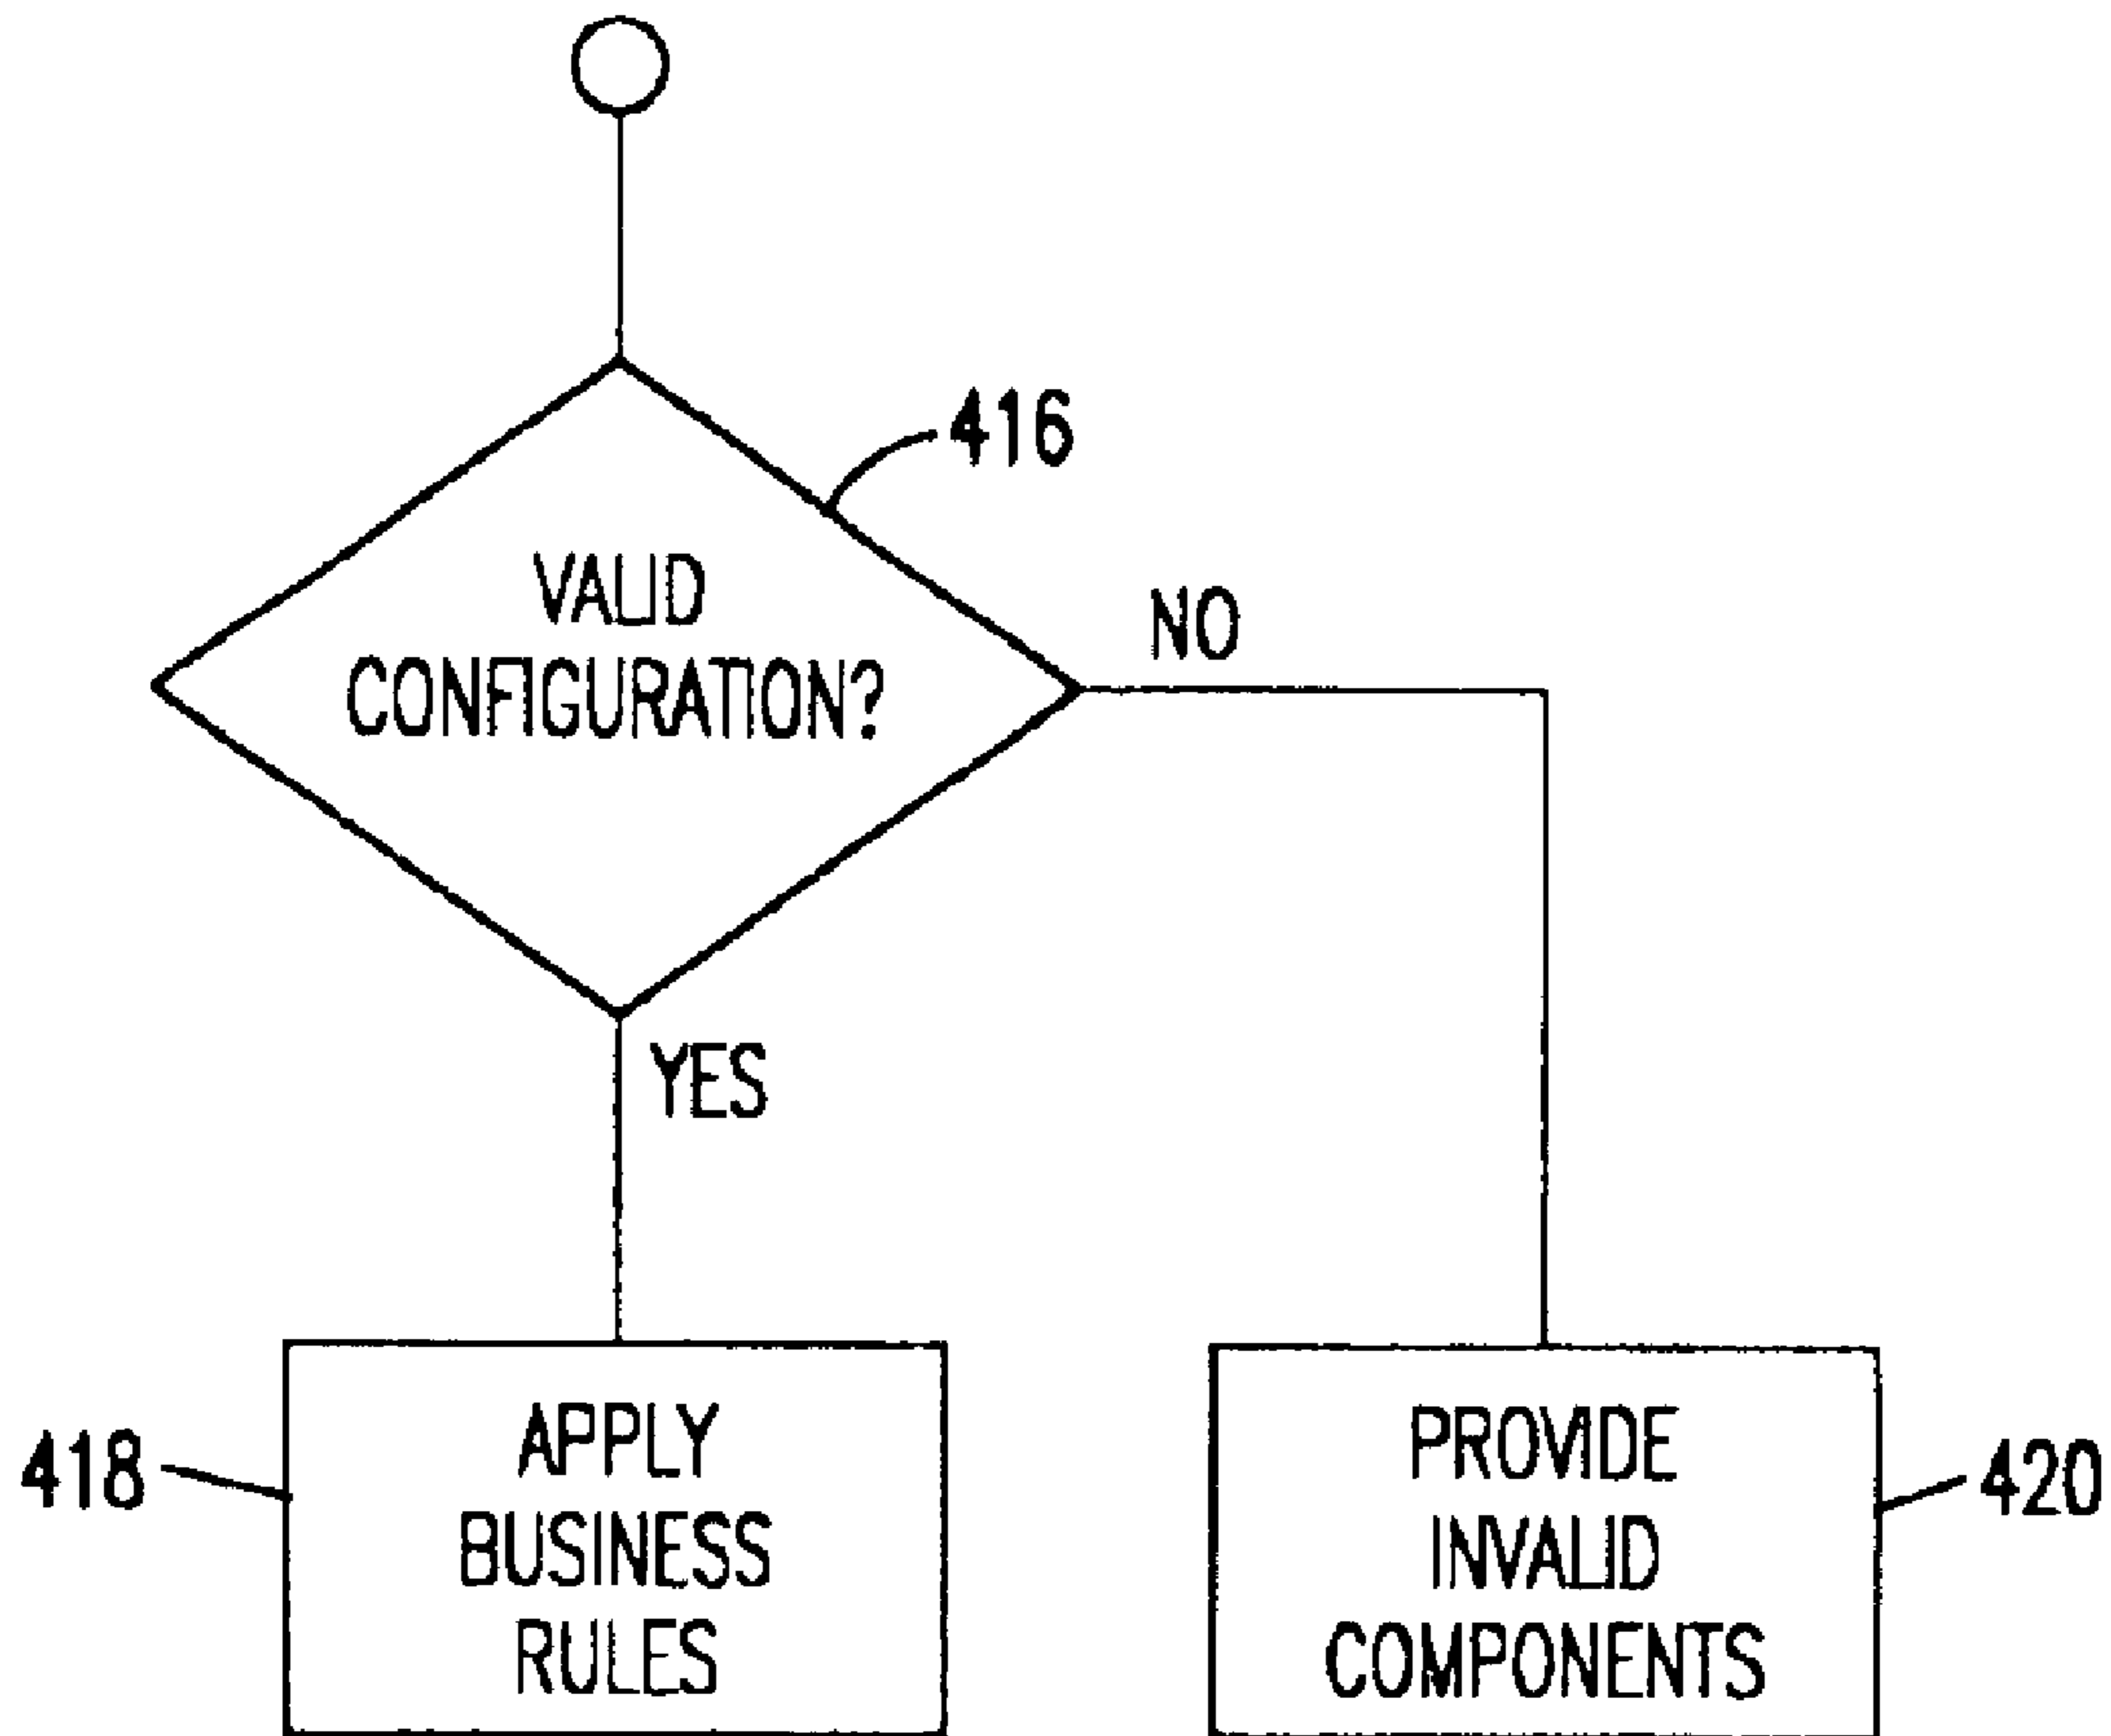 416
VALID
CONFIGURATION?
NO
YES
418
APPLY
BUSINESS
RULES
PROVIDE
INVALID
COMPONENTS
420